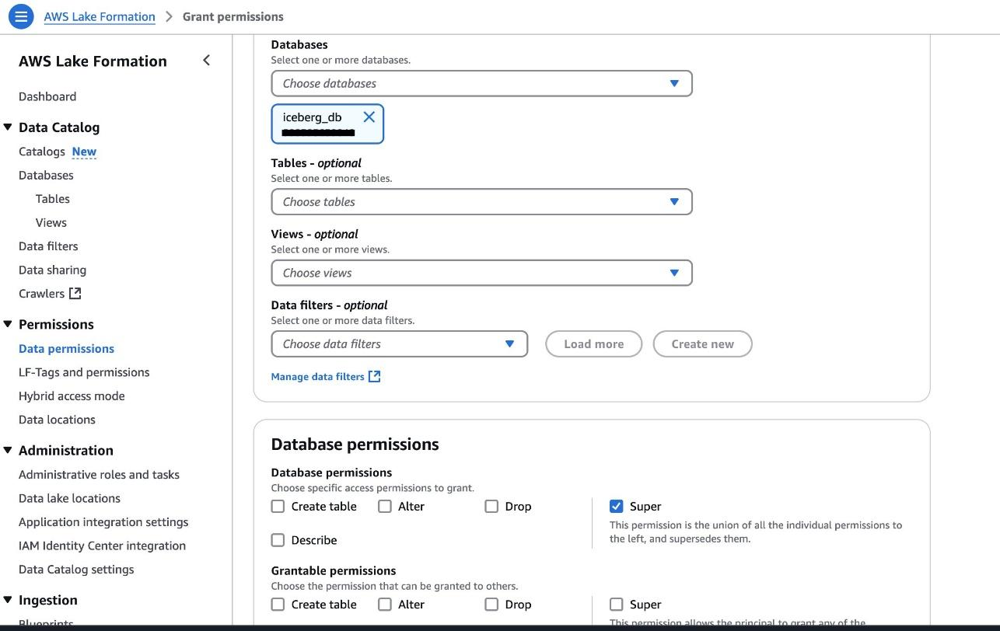 AWS Lake Formation > Grant permissions
AWS Lake Formation
Dashboard
Data Catalog
Catalogs New
Databases
Tables
Views
Data filters
Data sharing
Crawlers
Permissions
Data permissions
LF-Tags and permissions
Hybrid access mode
Data locations
Administration
Administrative roles and tasks
Data lake locations
Application integration settings
IAM Identity Center integration
Data Catalog settings
Ingestion
Blueprints
Databases
Select one or more databases.
Choose databases
iceberg_db
Tables - optional
Select one or more tables.
Choose tables
Views - optional
Select one or more views.
Choose views
Data filters - optional
Select one or more data filters.
Choose data filters Load more Create new
Manage data filters
Database permissions
Database permissions
Choose specific access permissions to grant.
Create table Alter Drop
Describe
Super
This permission is the union of all the individual permissions to
the left, and supersedes them.
Grantable permissions
Choose the permission that can be granted to others.
Create table Alter Drop
Super
This permission allows the principal to grant any of the